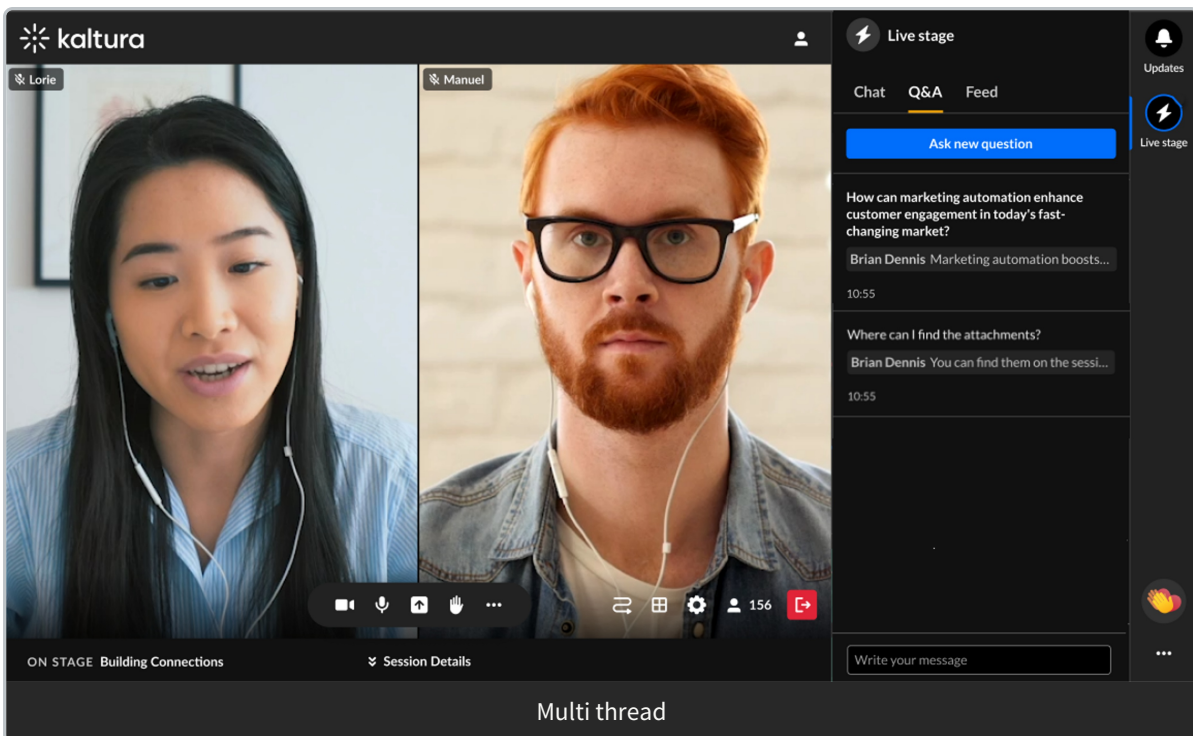 kaltura
Lorie
Manuel
Live stage
Chat Q&A Feed
Ask new question
How can marketing automation enhance
customer engagement in today's fast-
changing market?
Brian Dennis Marketing automation boosts...
10:55
Where can I find the attachments?
Brian Dennis You can find them on the sessi...
10:55
Write your message
Updates
Live stage
156
ON STAGE Building Connections
Session Details
Multi thread